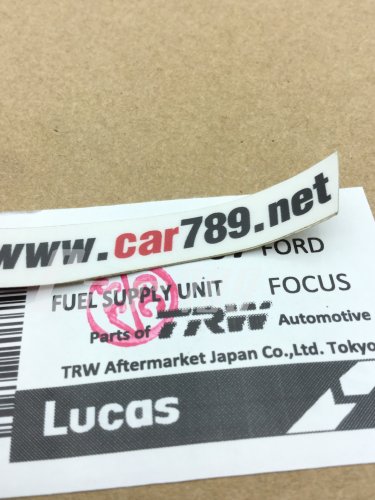 www.car789.net
FORD
FUEL SUPPLY UNIT FOCUS
Parts of TRW Automotive
TRW Aftermarket Japan Co.,Ltd. Tokyo
Lucas